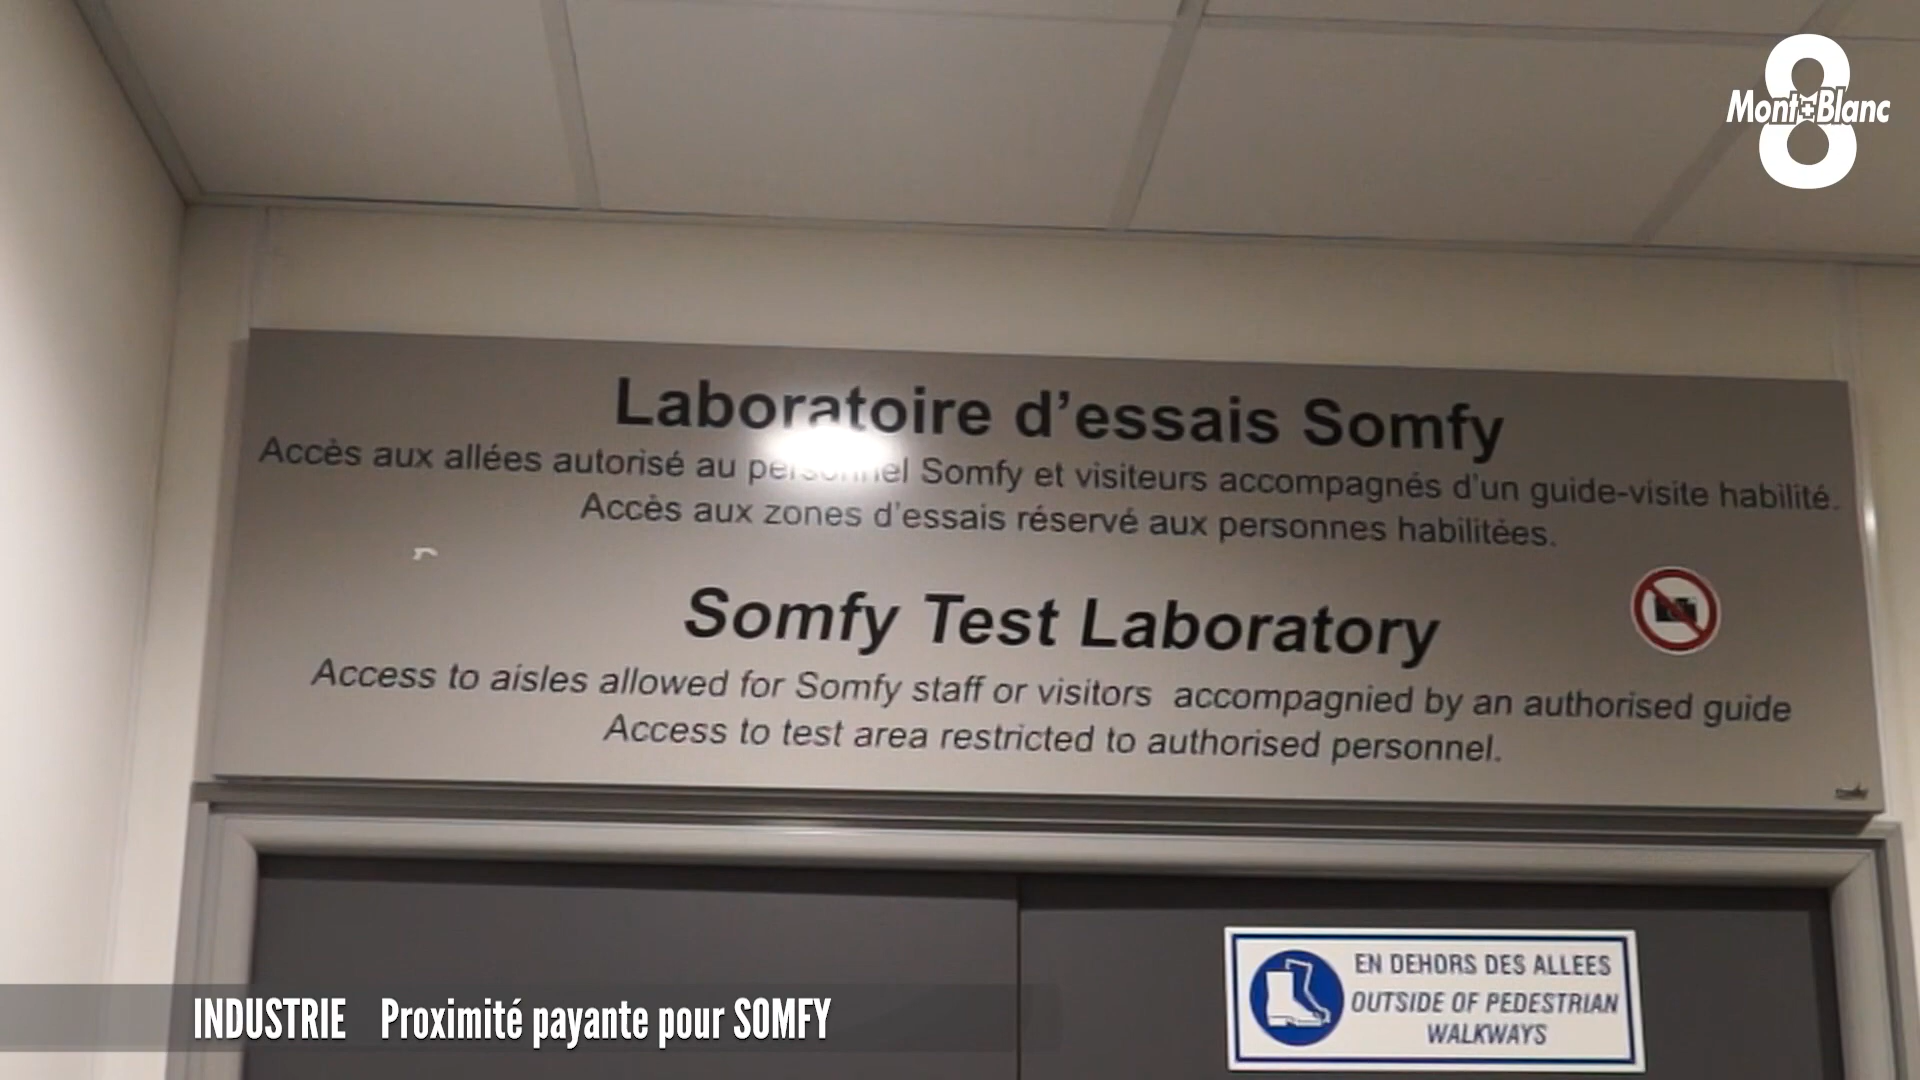 8
Mont-Blanc
Laboratoire d'essais Somfy
Accès aux allées autorisé au personnel Somfy et visiteurs accompagnés d'un guide-visite habilité.
Accès aux zones d'essais réservé aux personnes habilitées.
Somfy Test Laboratory
Access to aisles allowed for Somfy staff or visitors accompagnied by an authorised guide
Access to test area restricted to authorised personnel.
EN DEHORS DES ALLEES
OUTSIDE OF PEDESTRIAN
WALKWAYS
INDUSTRIE Proximité payante pour SOMFY